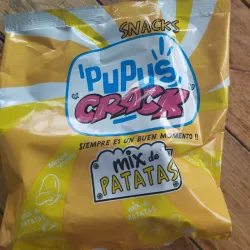 SNACKS
PUPUS
CRACK
SIEMPRE ES UN BUEN MOMENTO!!
mix de
PATATAS